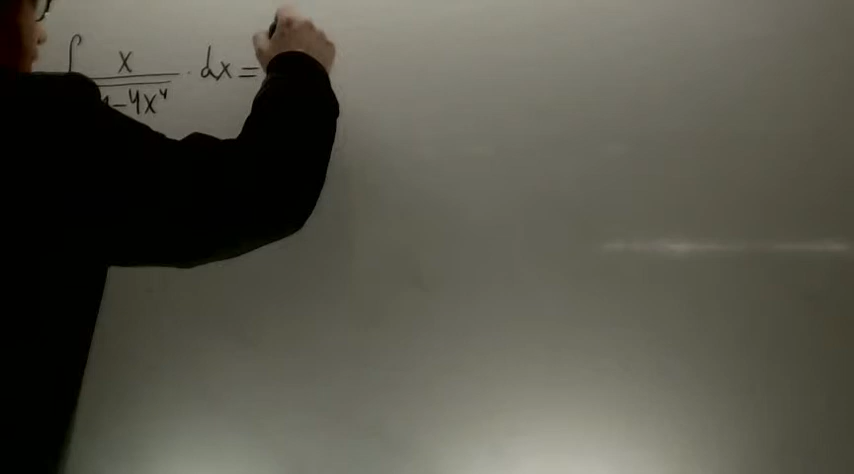 ∫ x / √(1-4x⁴) · dx =